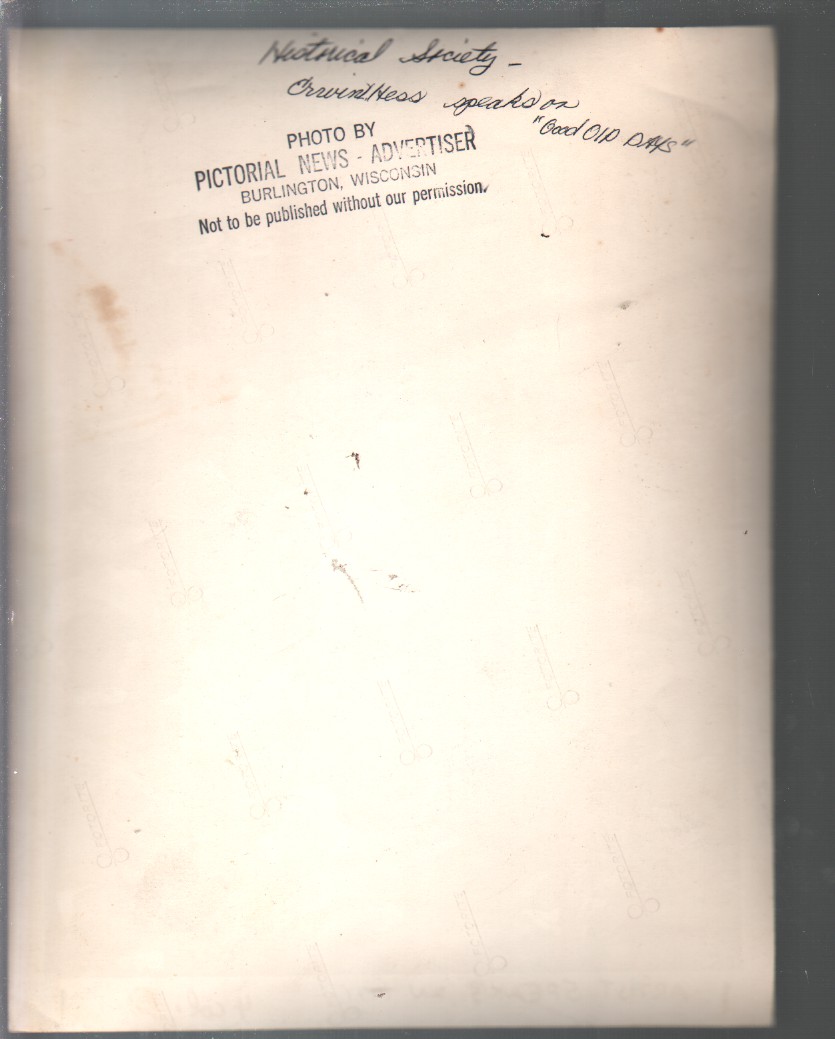 Historical Society -
Erwin Hess speaks on
"Good Old DAYS"
PHOTO BY
PICTORIAL NEWS - ADVERTISER
BURLINGTON, WISCONSIN
Not to be published without our permission.